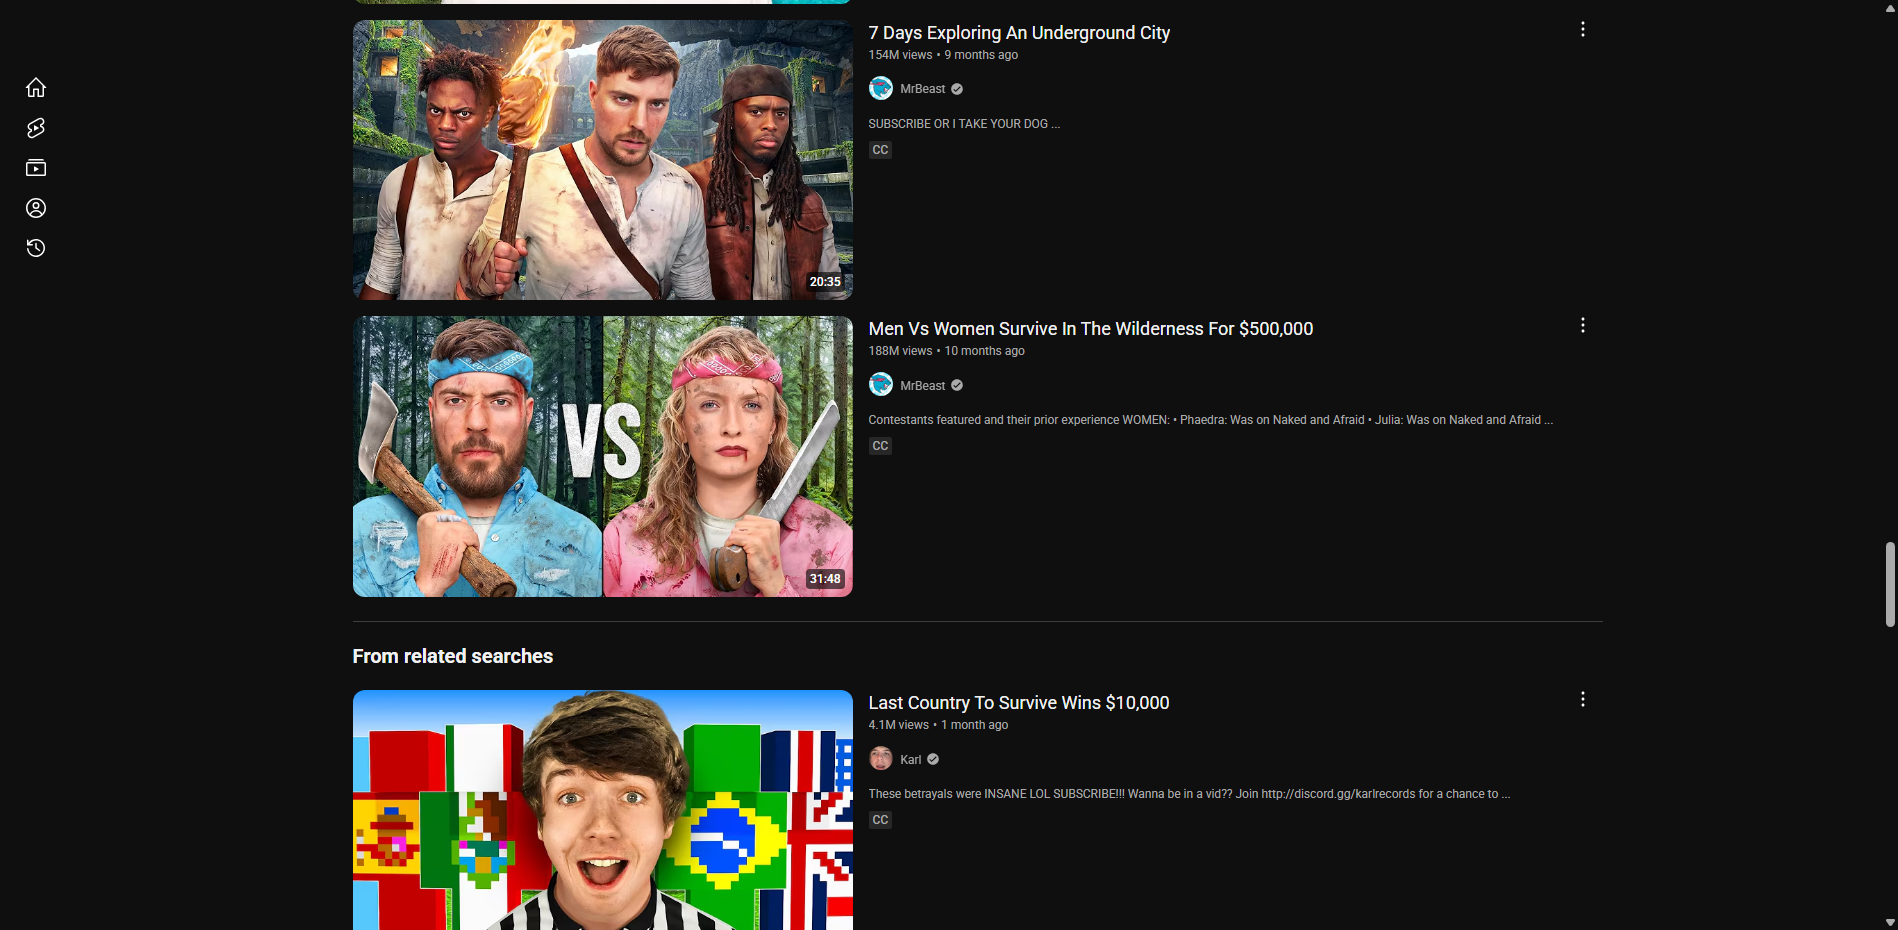 7 Days Exploring An Underground City
154M views • 9 months ago
MrBeast
SUBSCRIBE OR I TAKE YOUR DOG ...
CC
20:35
Men Vs Women Survive In The Wilderness For $500,000
188M views • 10 months ago
MrBeast
Contestants featured and their prior experience WOMEN: • Phaedra: Was on Naked and Afraid • Julia: Was on Naked and Afraid ...
CC
VS
31:48
From related searches
Last Country To Survive Wins $10,000
4.1M views • 1 month ago
Karl
These betrayals were INSANE LOL SUBSCRIBE!!! Wanna be in a vid?? Join http://discord.gg/karlrecords for a chance to ...
CC